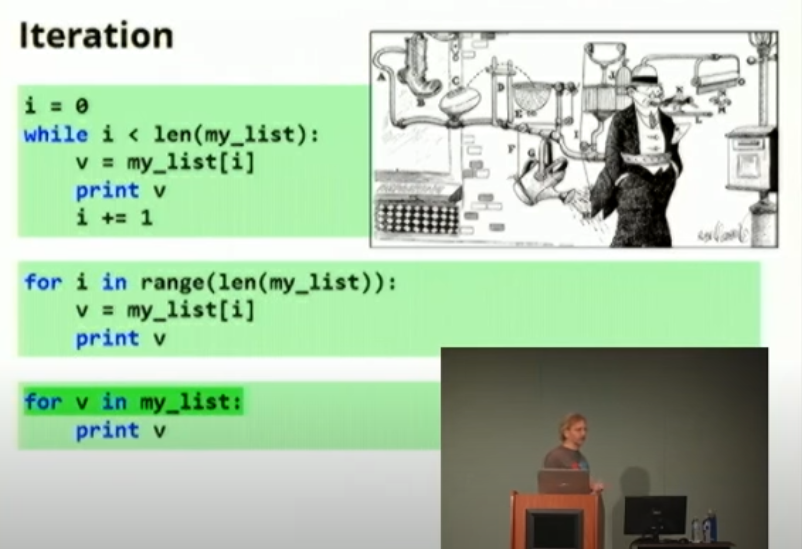 Iteration
i = 0
while i < len(my_list):
    v = my_list[i]
    print v
    i += 1
for i in range(len(my_list)):
    v = my_list[i]
    print v
for v in my_list:
    print v
A
B
C
D
E
F
G
I
J